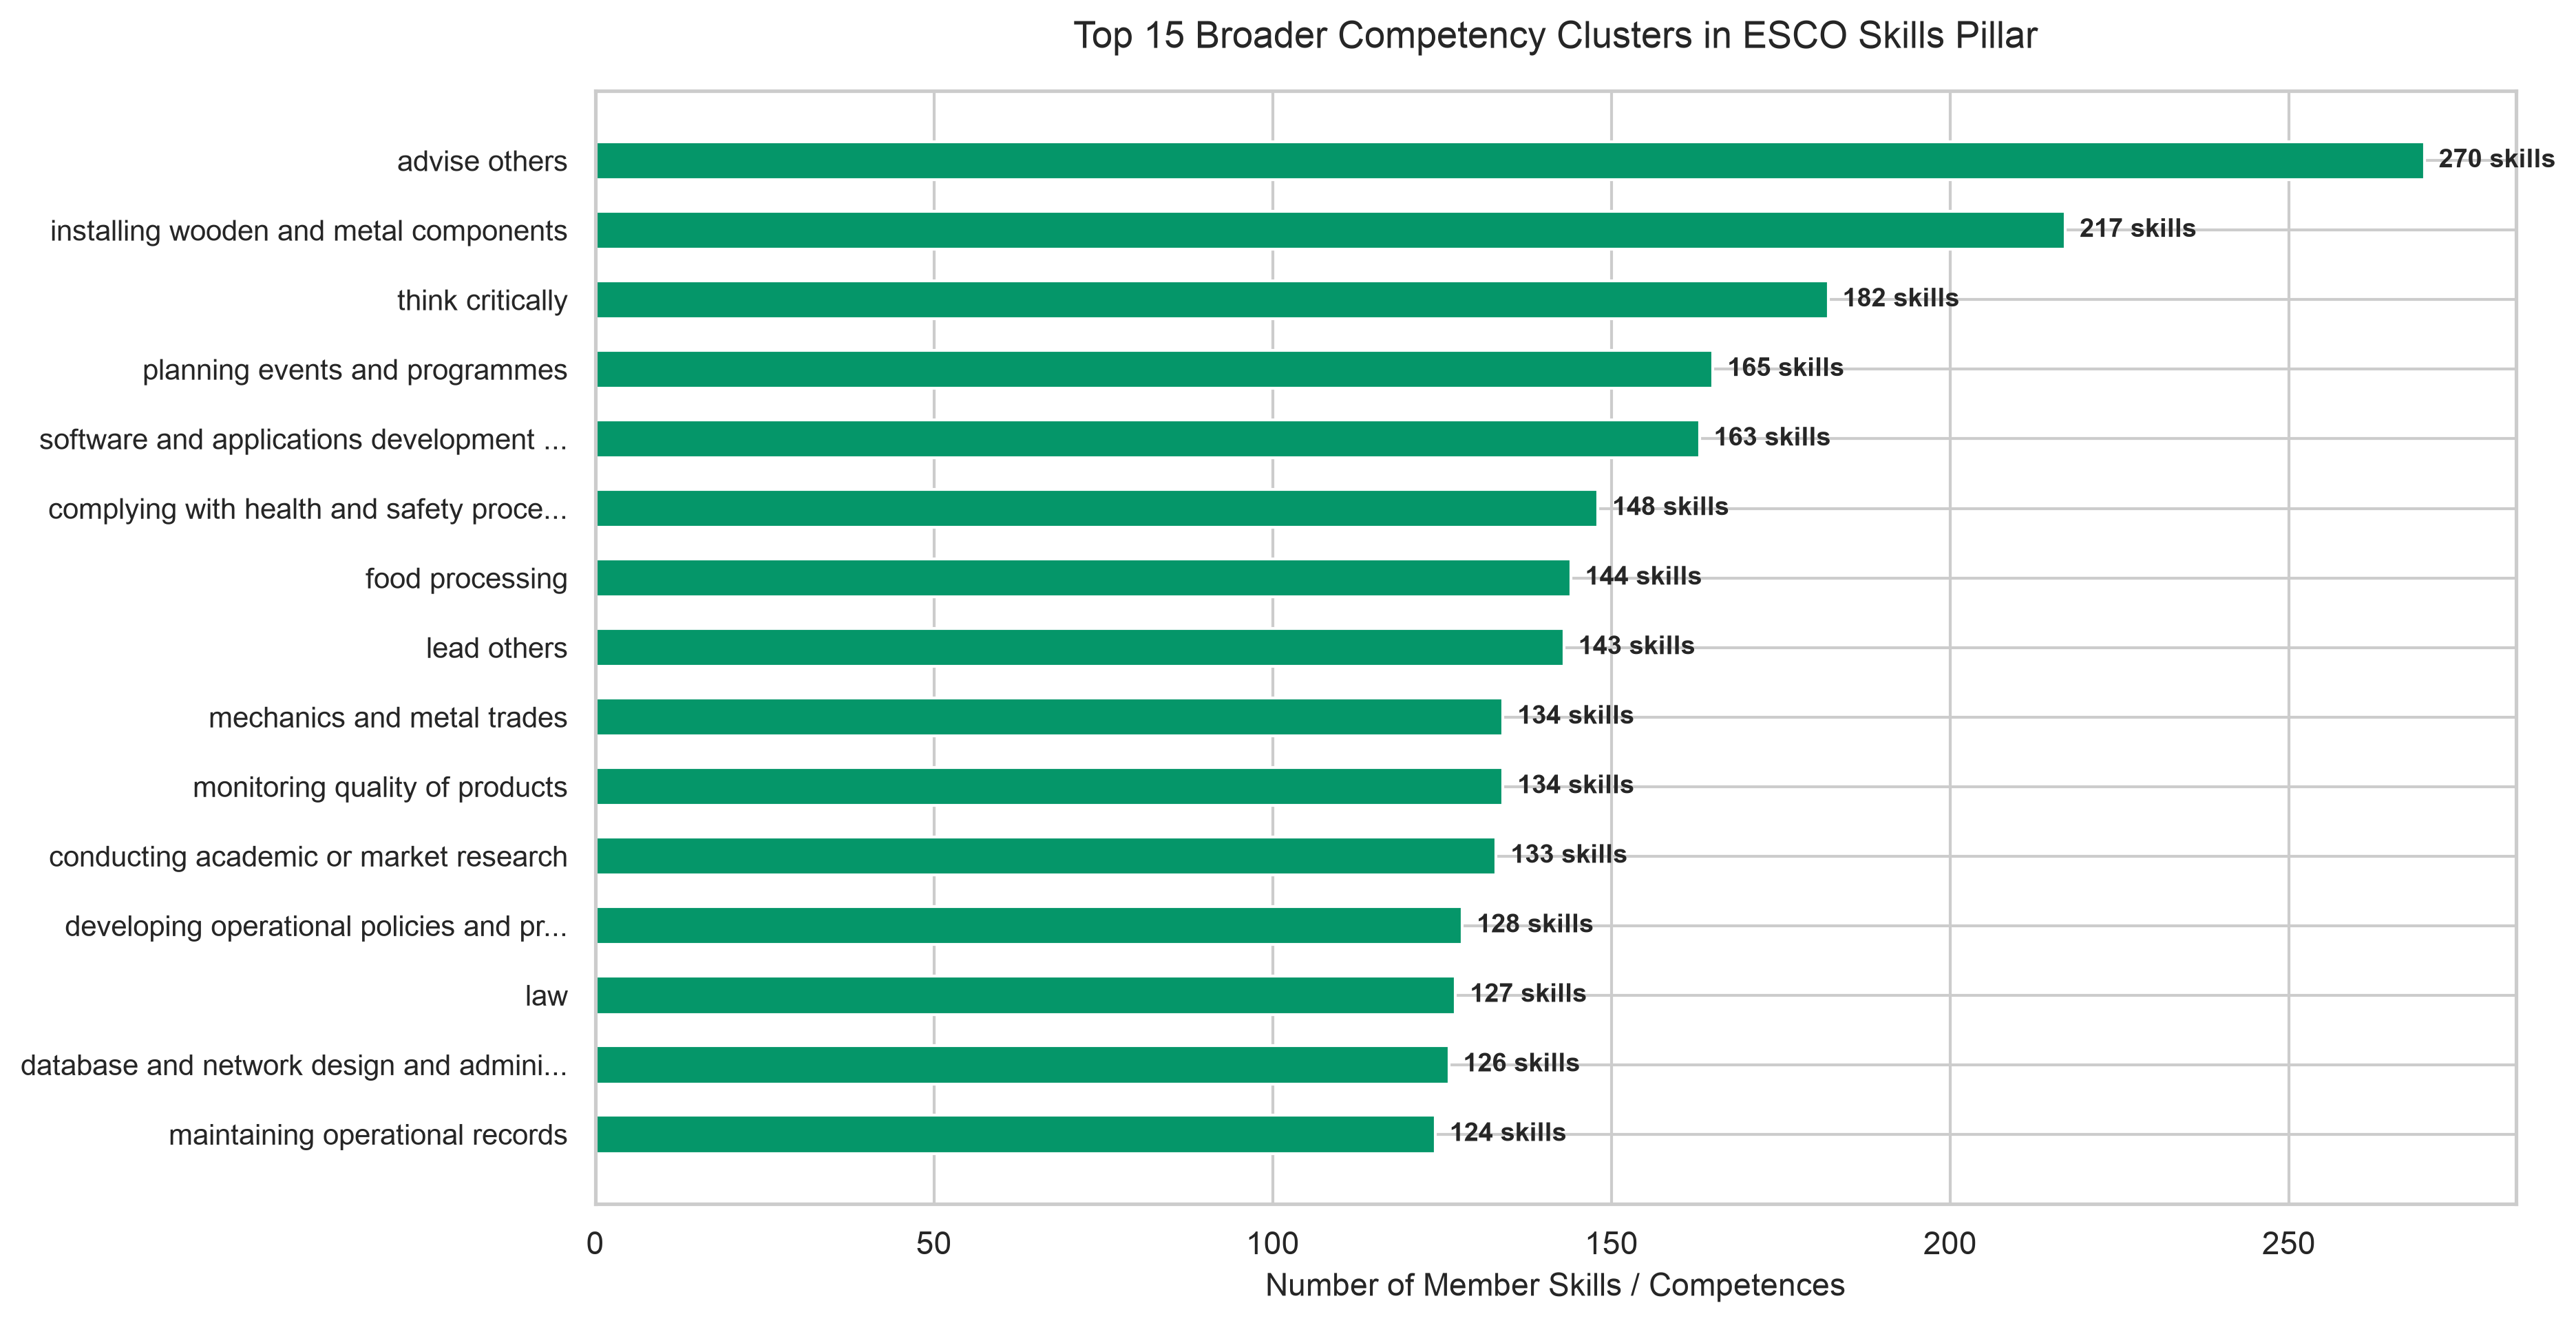 Top 15 Broader Competency Clusters in ESCO Skills Pillar
advise others
270 skills
installing wooden and metal components
217 skills
think critically
182 skills
planning events and programmes
165 skills
software and applications development ...
163 skills
complying with health and safety proce...
148 skills
food processing
144 skills
lead others
143 skills
mechanics and metal trades
134 skills
monitoring quality of products
134 skills
conducting academic or market research
133 skills
developing operational policies and pr...
128 skills
law
127 skills
database and network design and admini...
126 skills
maintaining operational records
124 skills
0 50 100 150 200 250
Number of Member Skills / Competences